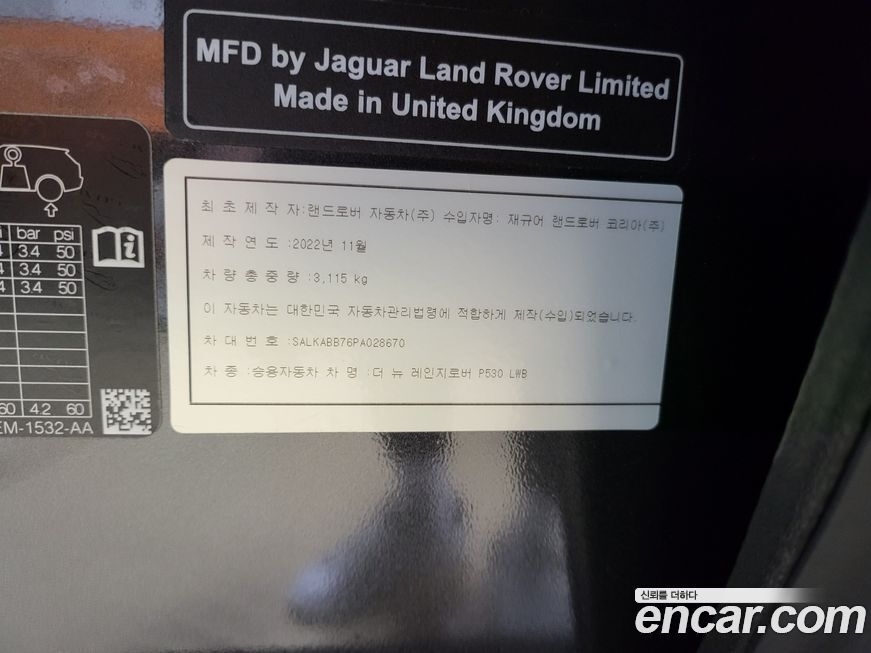 MFD by Jaguar Land Rover Limited
Made in United Kingdom
최 초 제 작 자 :랜드로버 자동차(주) 수입자명: 재규어 랜드로버 코리아(주)
제 작 연 도 :2022년 11월
차 량 총 중 량 :3,115 kg
이 자동차는 대한민국 자동차관리법령에 적합하게 제작(수입)되었습니다.
차 대 번 호 :SALKABB76PA028670
차 종 :승용자동차 차 명 :더 뉴 레인지로버 P530 LWB
bar psi
3.4 50
3.4 50
3.4 50
60 4.2 60
EM-1532-AA
신뢰를 더하다
encar.com